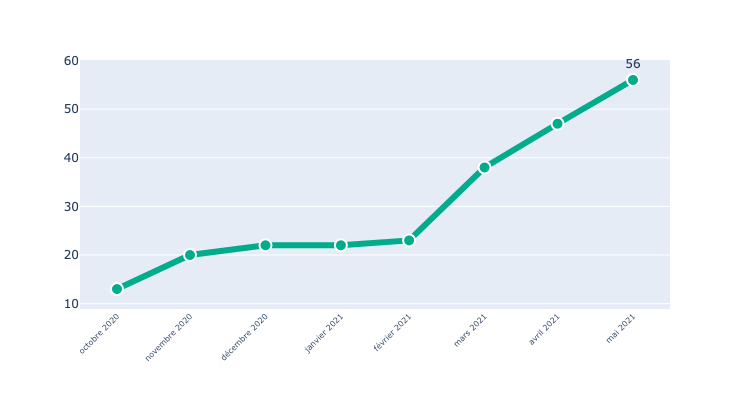 60
56
50
40
30
20
10
octobre 2020
novembre 2020
décembre 2020
janvier 2021
février 2021
mars 2021
avril 2021
mai 2021